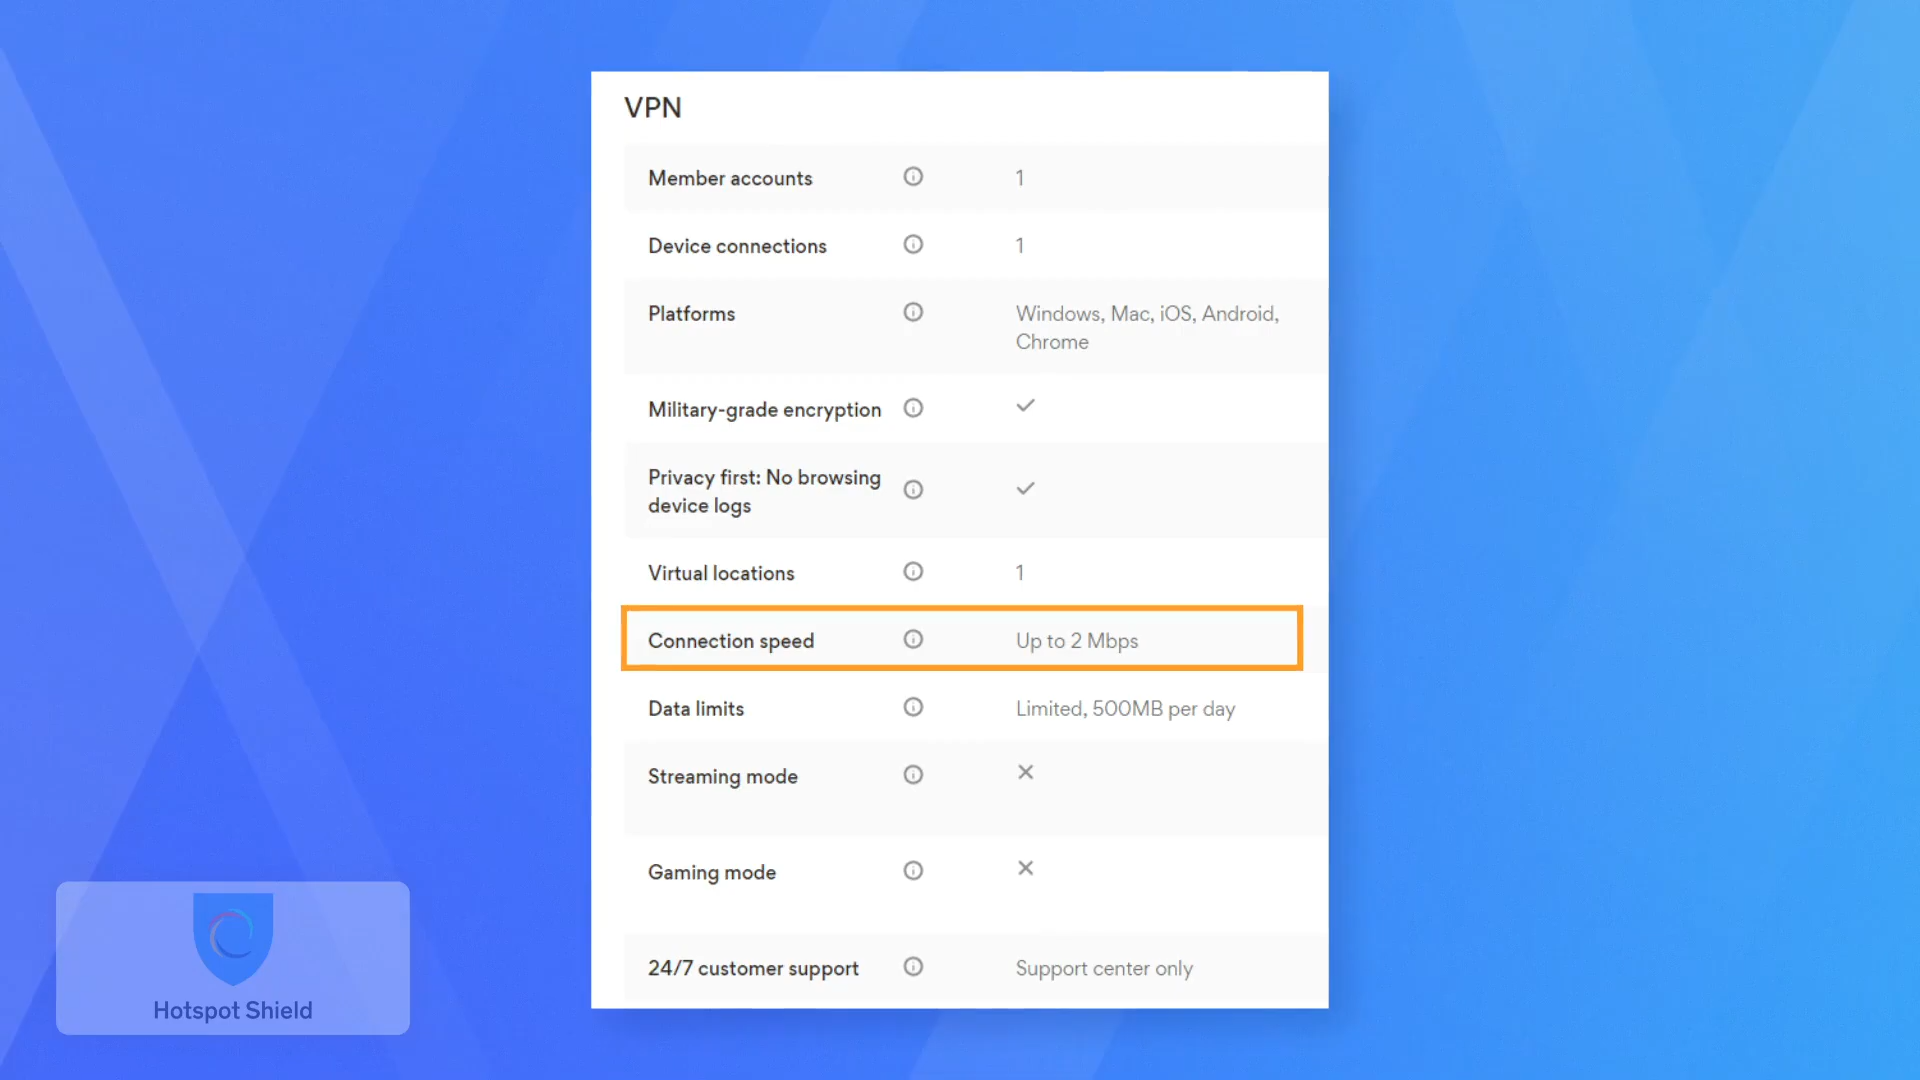 VPN
Member accounts 1
Device connections 1
Platforms Windows, Mac, iOS, Android,
Chrome
Military-grade encryption
Privacy first: No browsing
device logs
Virtual locations 1
Connection speed Up to 2 Mbps
Data limits Limited, 500MB per day
Streaming mode
Gaming mode
24/7 customer support Support center only
Hotspot Shield